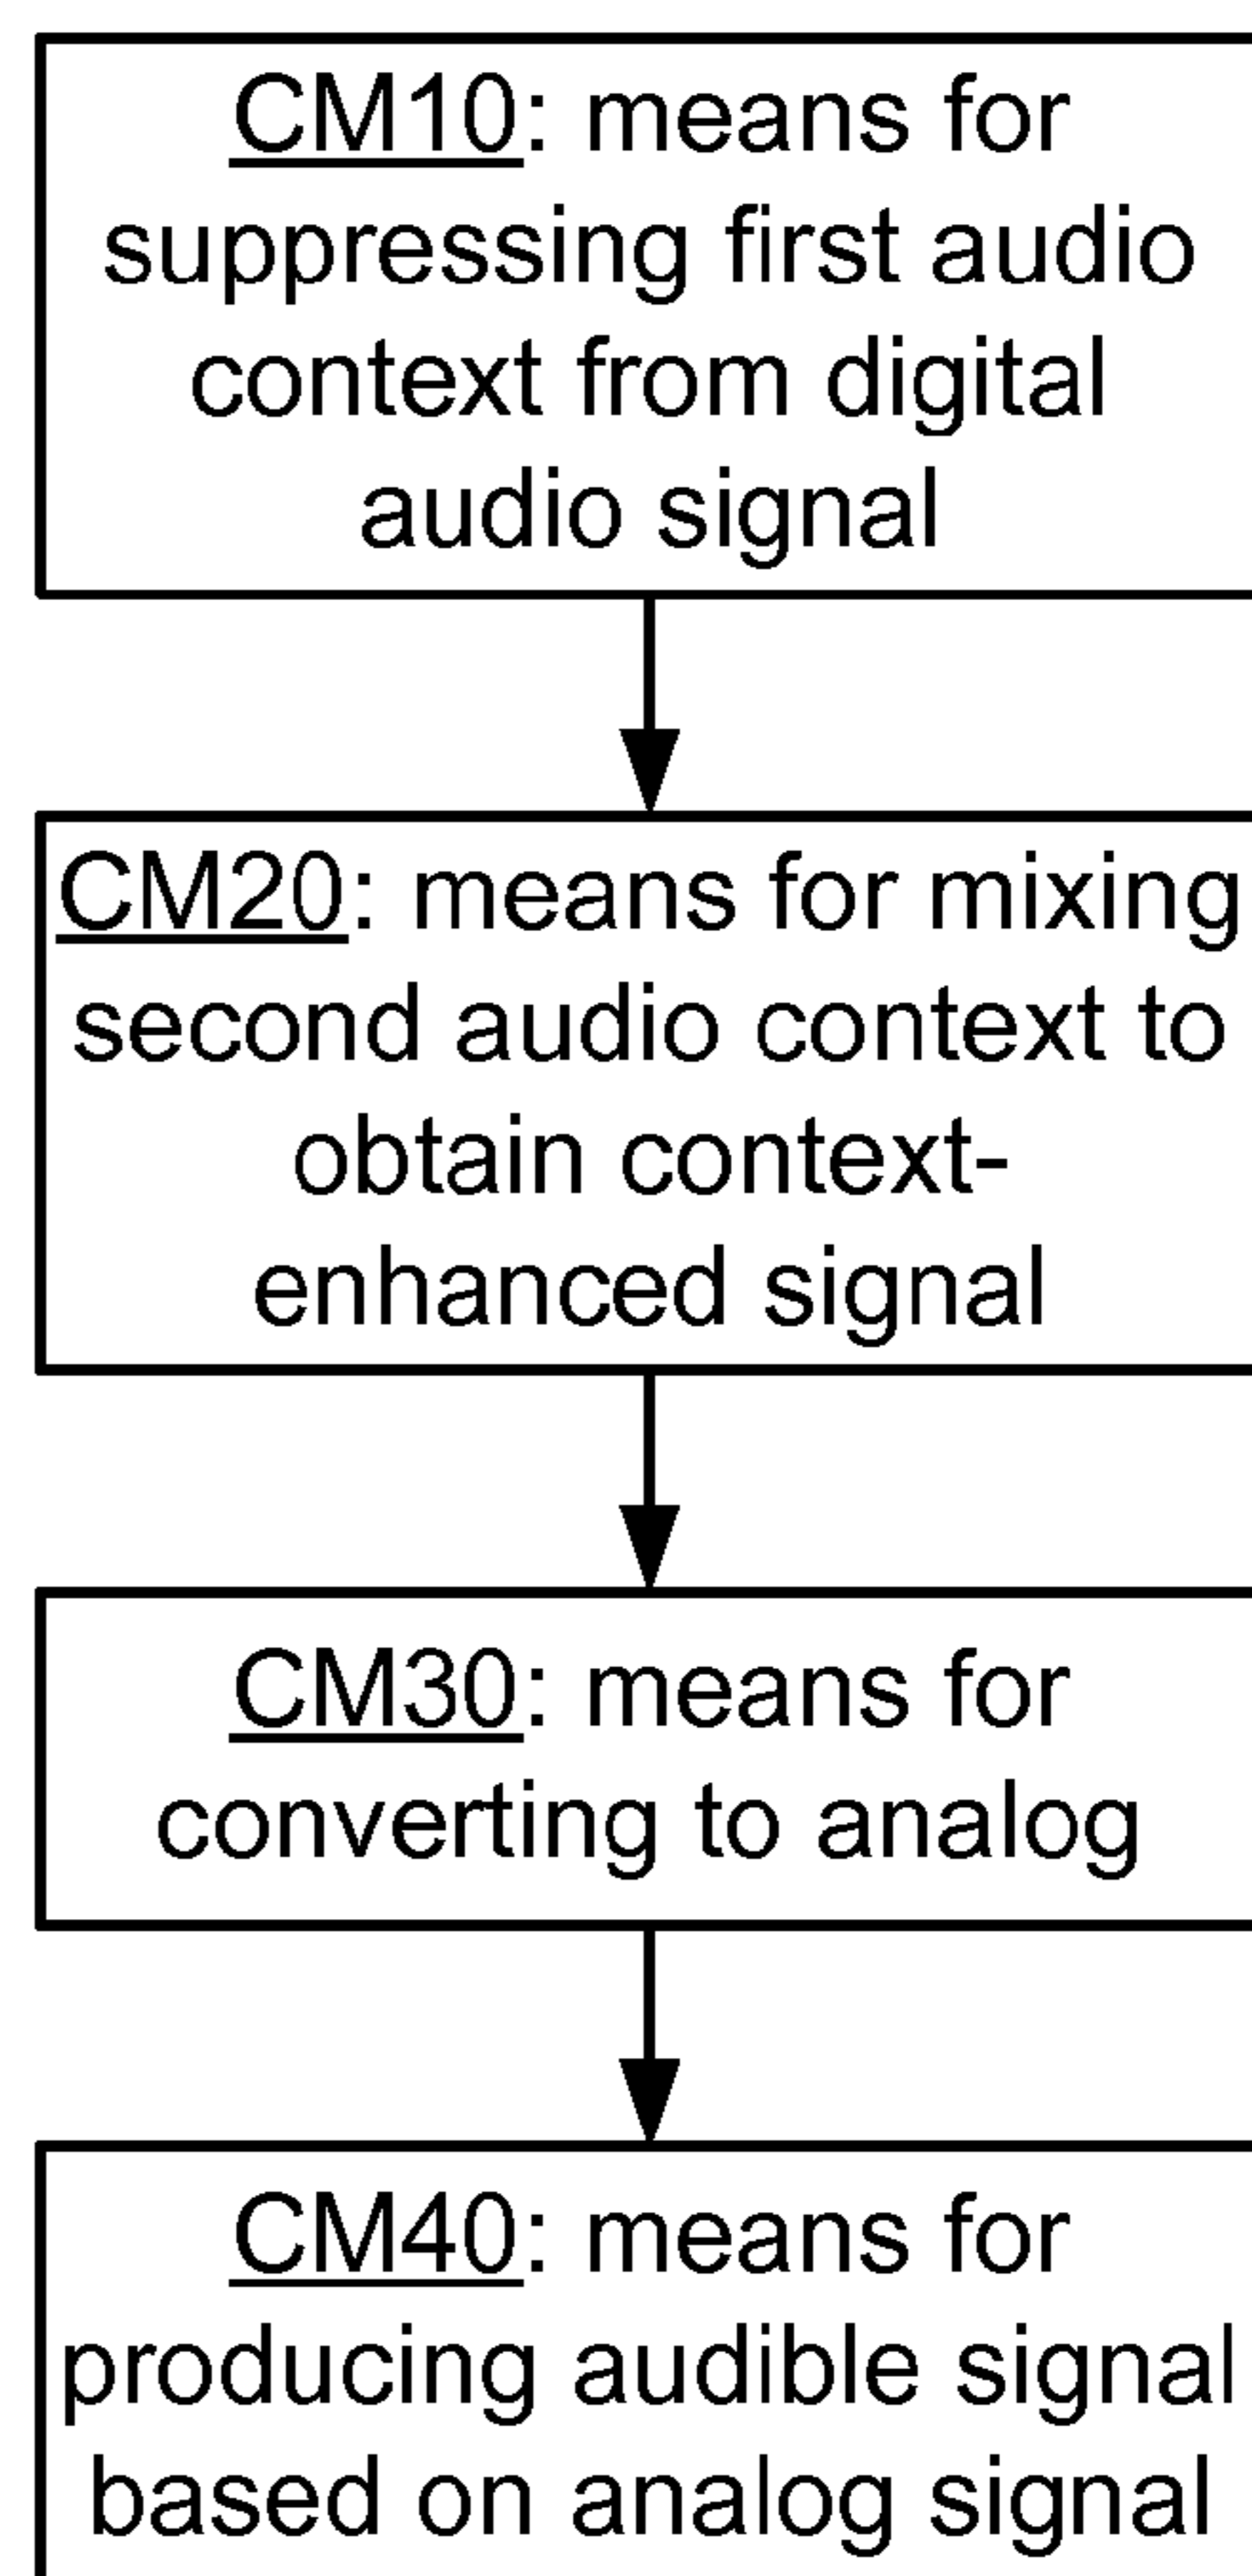 CM10: means for
suppressing first audio
context from digital
audio signal
CM20: means for mixing
second audio context to
obtain context-
enhanced signal
CM30: means for
converting to analog
CM40: means for
producing audible signal
based on analog signal